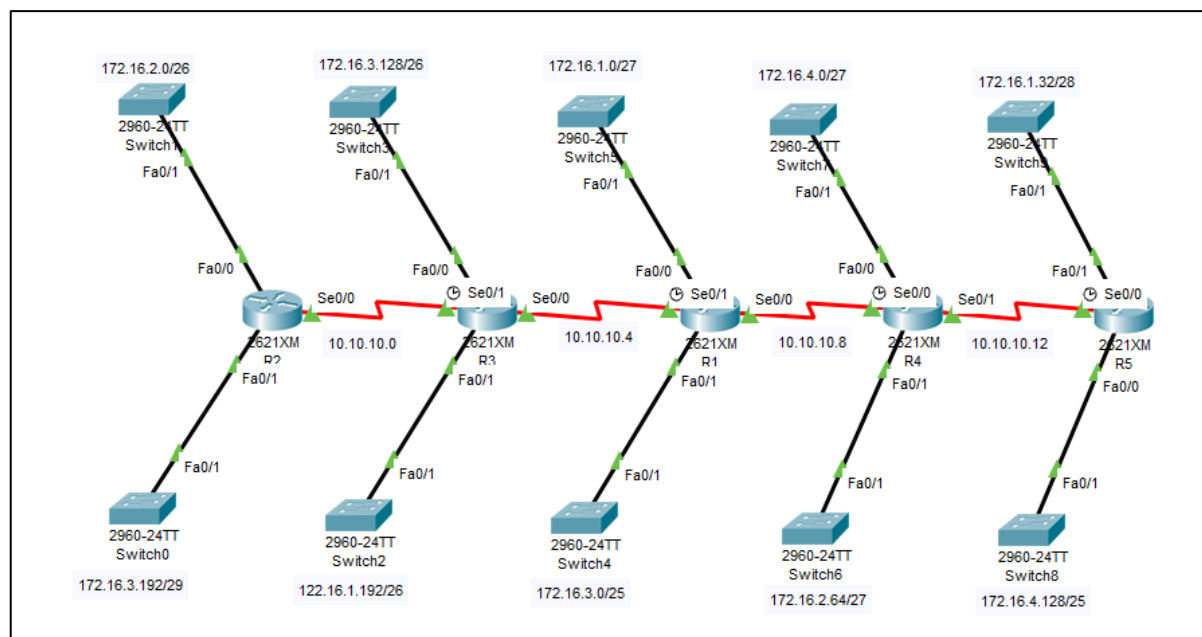 172.16.2.0/26
172.16.3.128/26
172.16.1.0/27
172.16.4.0/27
172.16.1.32/28
2960-24TT
Switch1
2960-24TT
Switch3
2960-24TT
Switch5
2960-24TT
Switch7
2960-24TT
Switch9
Fa0/1
Fa0/1
Fa0/1
Fa0/1
Fa0/1
Fa0/0
Fa0/0
Fa0/0
Fa0/0
Fa0/1
Se0/0
Se0/1
Se0/0
Se0/1
Se0/0
Se0/0
Se0/1
Se0/0
10.10.10.0
10.10.10.4
10.10.10.8
10.10.10.12
2621XM
R2
2621XM
R3
2621XM
R1
2621XM
R4
2621XM
R5
Fa0/1
Fa0/1
Fa0/1
Fa0/1
Fa0/0
Fa0/1
Fa0/1
Fa0/1
Fa0/1
Fa0/1
2960-24TT
Switch0
2960-24TT
Switch2
2960-24TT
Switch4
2960-24TT
Switch6
2960-24TT
Switch8
172.16.3.192/29
122.16.1.192/26
172.16.3.0/25
172.16.2.64/27
172.16.4.128/25